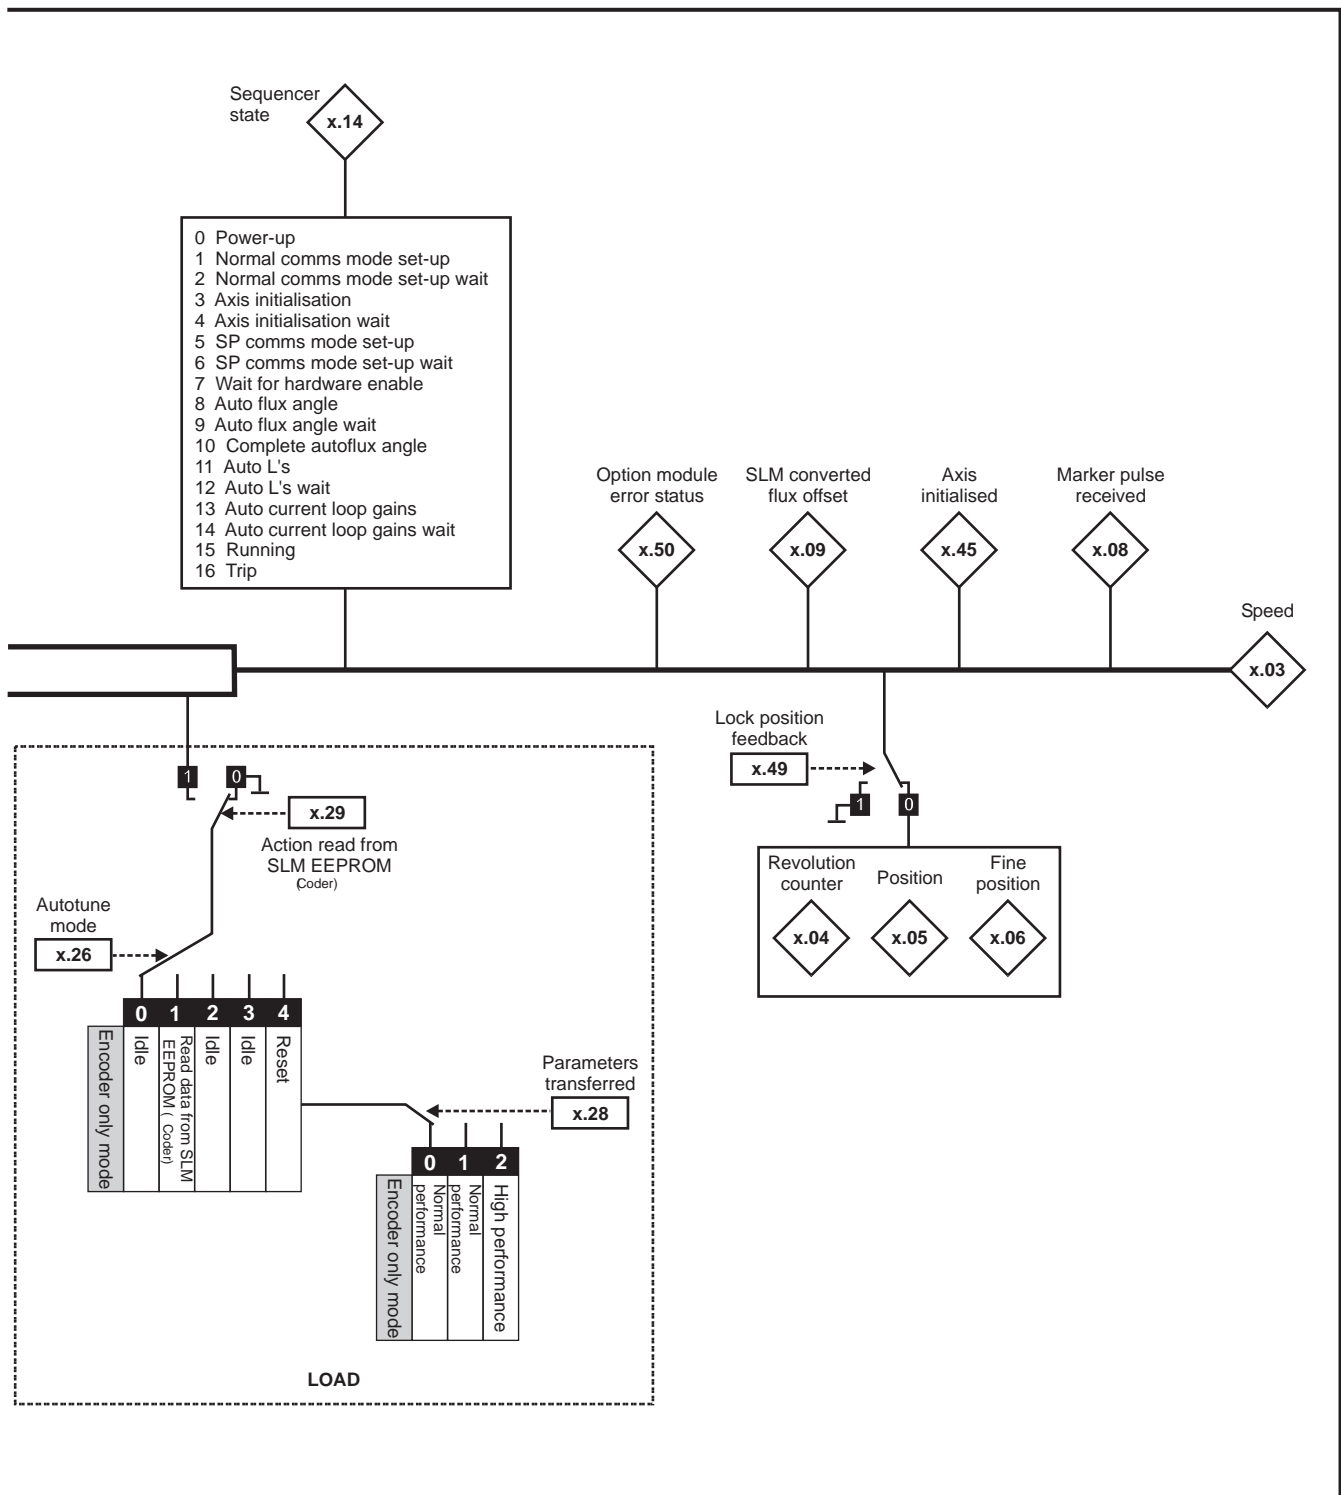 Sequencer
state
x.14
0 Power-up
1 Normal comms mode set-up
2 Normal comms mode set-up wait
3 Axis initialisation
4 Axis initialisation wait
5 SP comms mode set-up
6 SP comms mode set-up wait
7 Wait for hardware enable
8 Auto flux angle
9 Auto flux angle wait
10 Complete autoflux angle
11 Auto L's
12 Auto L's wait
13 Auto current loop gains
14 Auto current loop gains wait
15 Running
16 Trip
Option module
error status
x.50
SLM converted
flux offset
x.09
Axis
initialised
x.45
Marker pulse
received
x.08
Speed
x.03
Lock position
feedback
x.49
1 0
Revolution
counter
x.04
Position
x.05
Fine
position
x.06
1 0
x.29
Action read from
SLM EEPROM
(Coder)
Autotune
mode
x.26
0 1 2 3 4
Encoder only mode
Idle
Read data from SLM
EEPROM ( Coder)
Idle
Idle
Reset
Parameters
transferred
x.28
0 1 2
Encoder only mode
Normal
performance
Normal
performance
High performance
LOAD